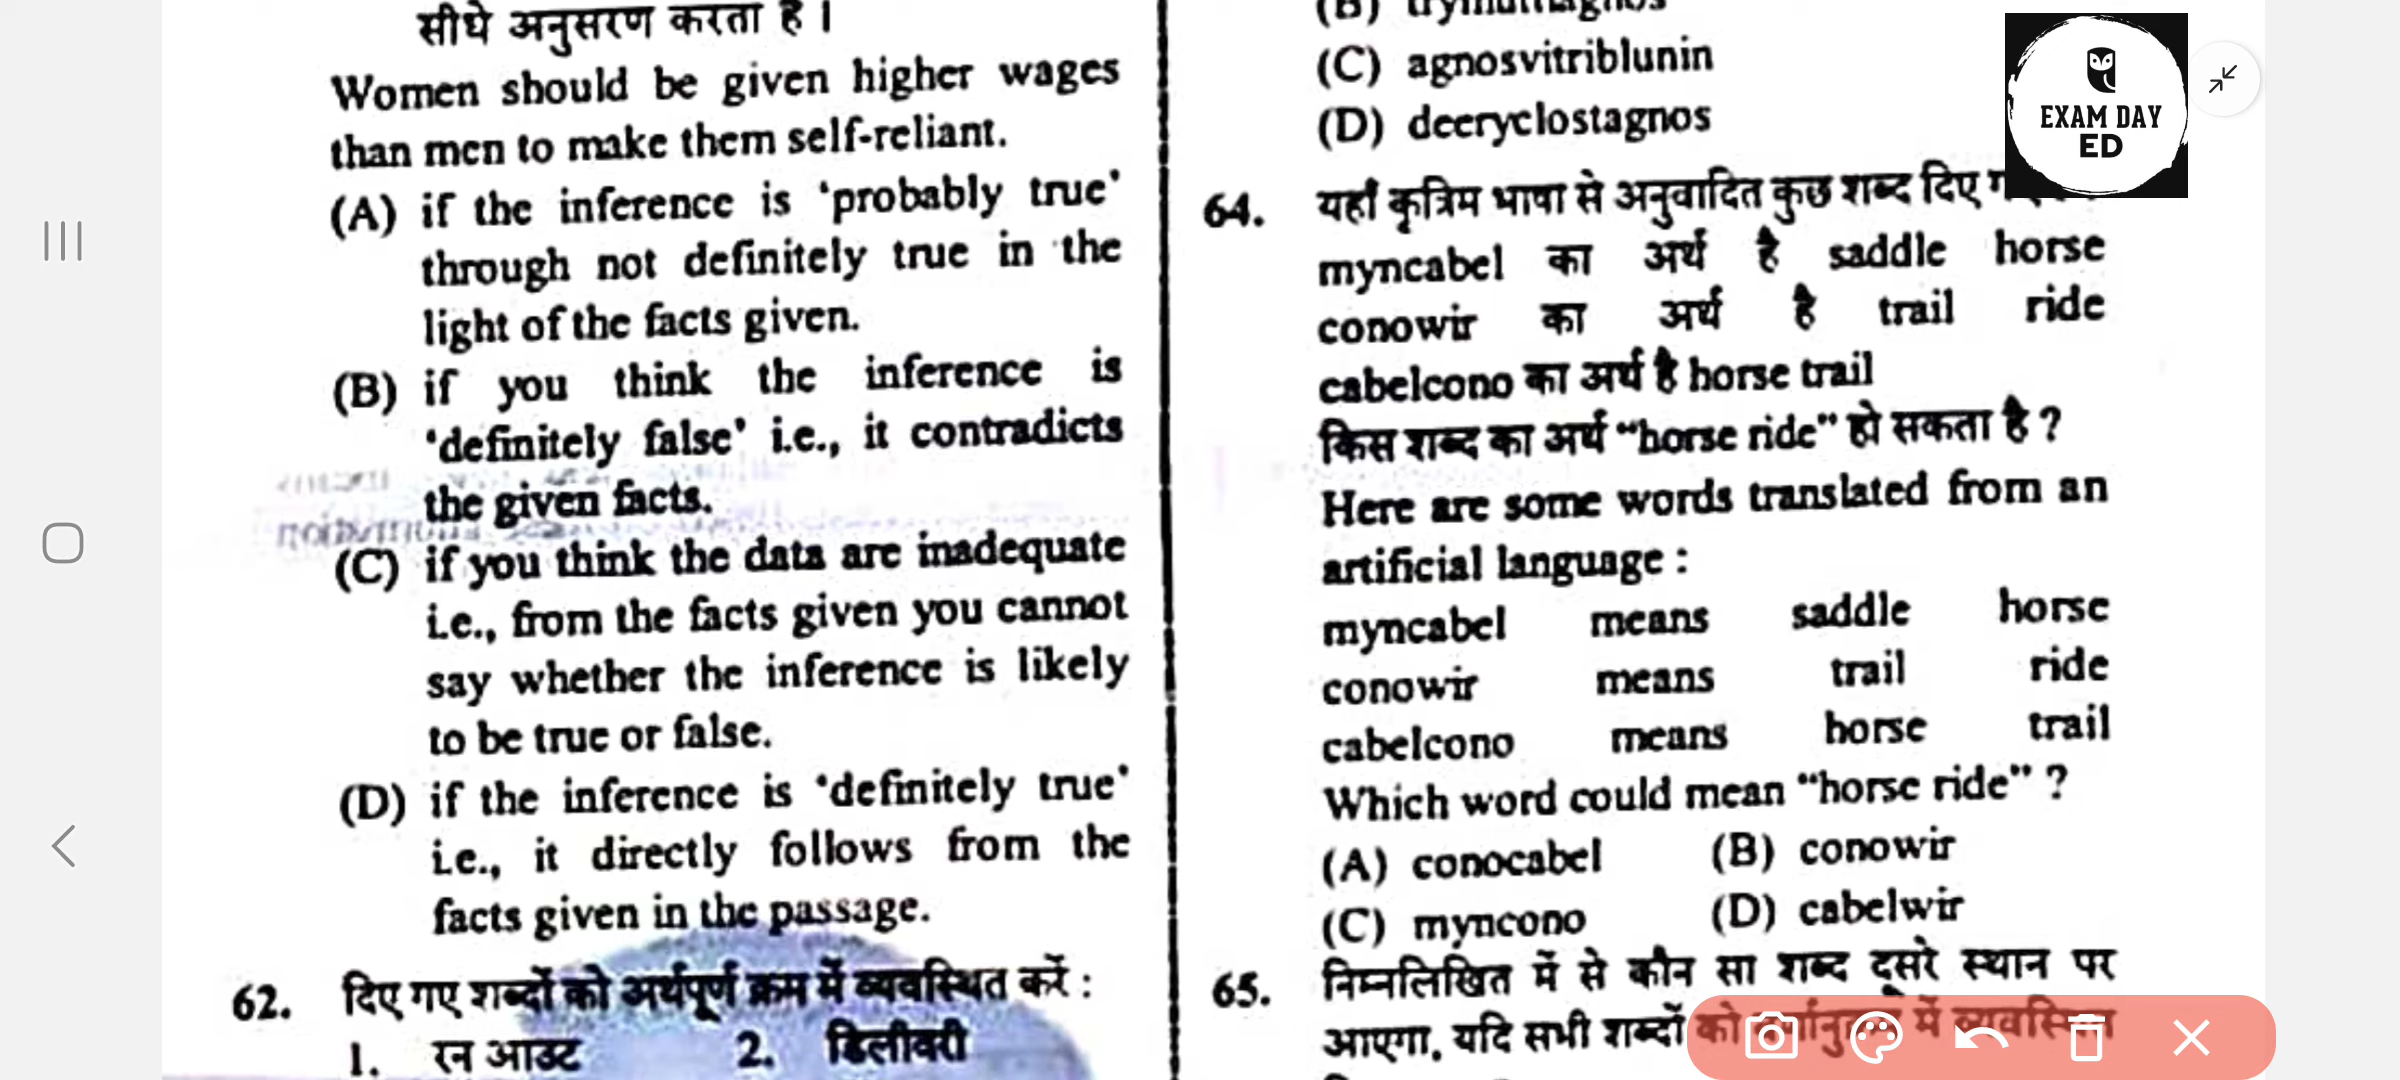 सीधे अनुसरण करता है ।
Women should be given higher wages
than men to make them self-reliant.
(A) if the inference is ‘probably true’
through not definitely true in the
light of the facts given.
(B) if you think the inference is
‘definitely false’ i.e., it contradicts
the given facts.
(C) if you think the data are inadequate
i.e., from the facts given you cannot
say whether the inference is likely
to be true or false.
(D) if the inference is ‘definitely true’
i.e., it directly follows from the
facts given in the passage.
62. दिए गए शब्दों को अर्थपूर्ण क्रम में व्यवस्थित करें :
1. रन आउट 2. डिलीवरी
(B)
(C) agnosvitriblunin
(D) deeryclostagnos
64. यहाँ कृत्रिम भाषा से अनुवादित कुछ शब्द दिए
myncabel का अर्थ है saddle horse
conowir का अर्थ है trail ride
cabelcono का अर्थ है horse trail
किस शब्द का अर्थ “horse ride” हो सकता है ?
Here are some words translated from an
artificial language :
myncabel means saddle horse
conowir means trail ride
cabelcono means horse trail
Which word could mean “horse ride” ?
(A) conocabel (B) conowir
(C) myncono (D) cabelwir
65. निम्नलिखित में से कौन सा शब्द दूसरे स्थान पर
आएगा, यदि सभी शब्दों को में व्यवस्थित
EXAM DAY
ED